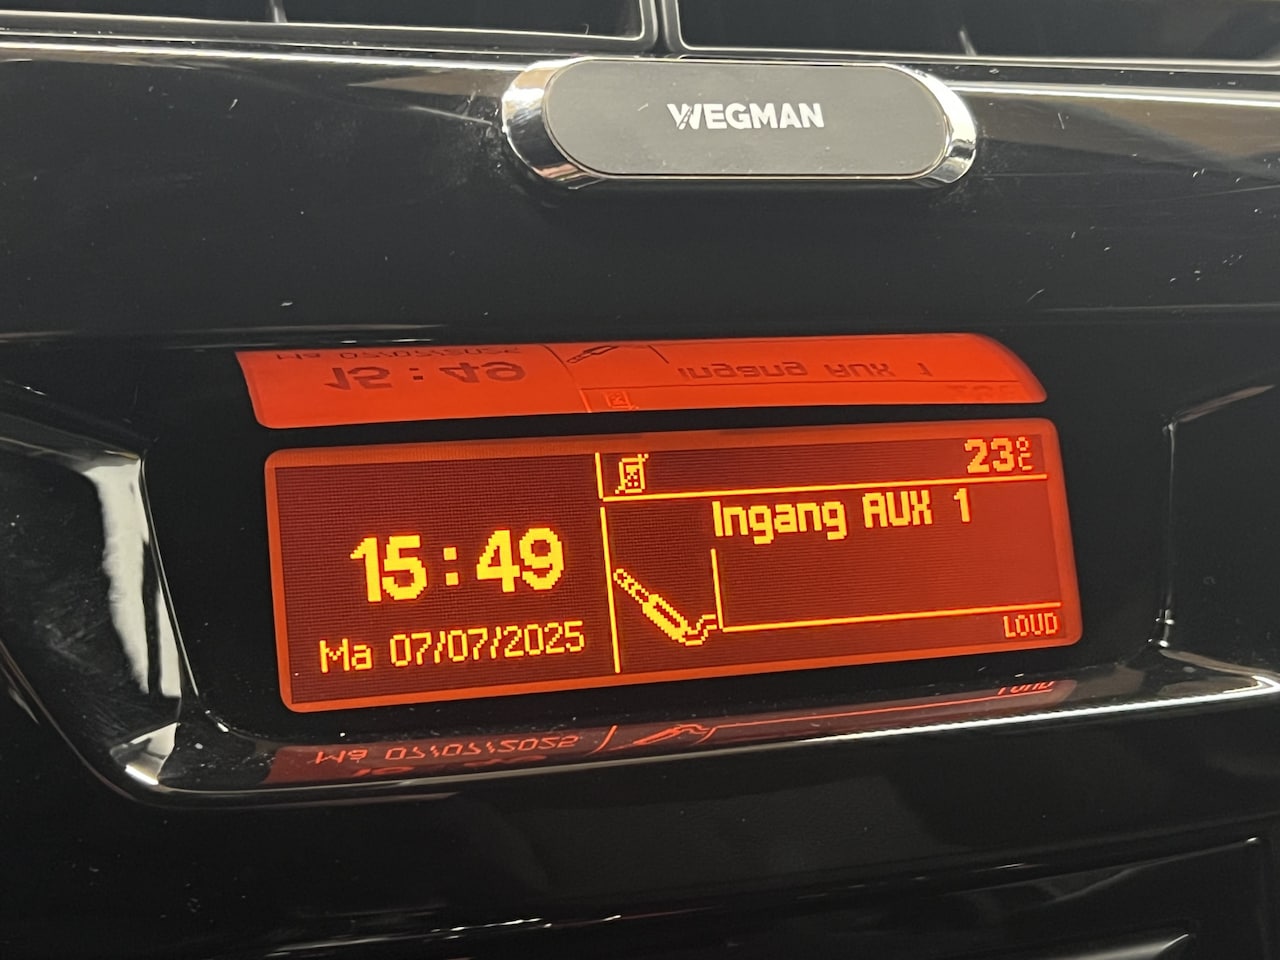 WEGMAN
23°C
Ingang AUX 1
15:49
Ma 07/07/2025
LOUD